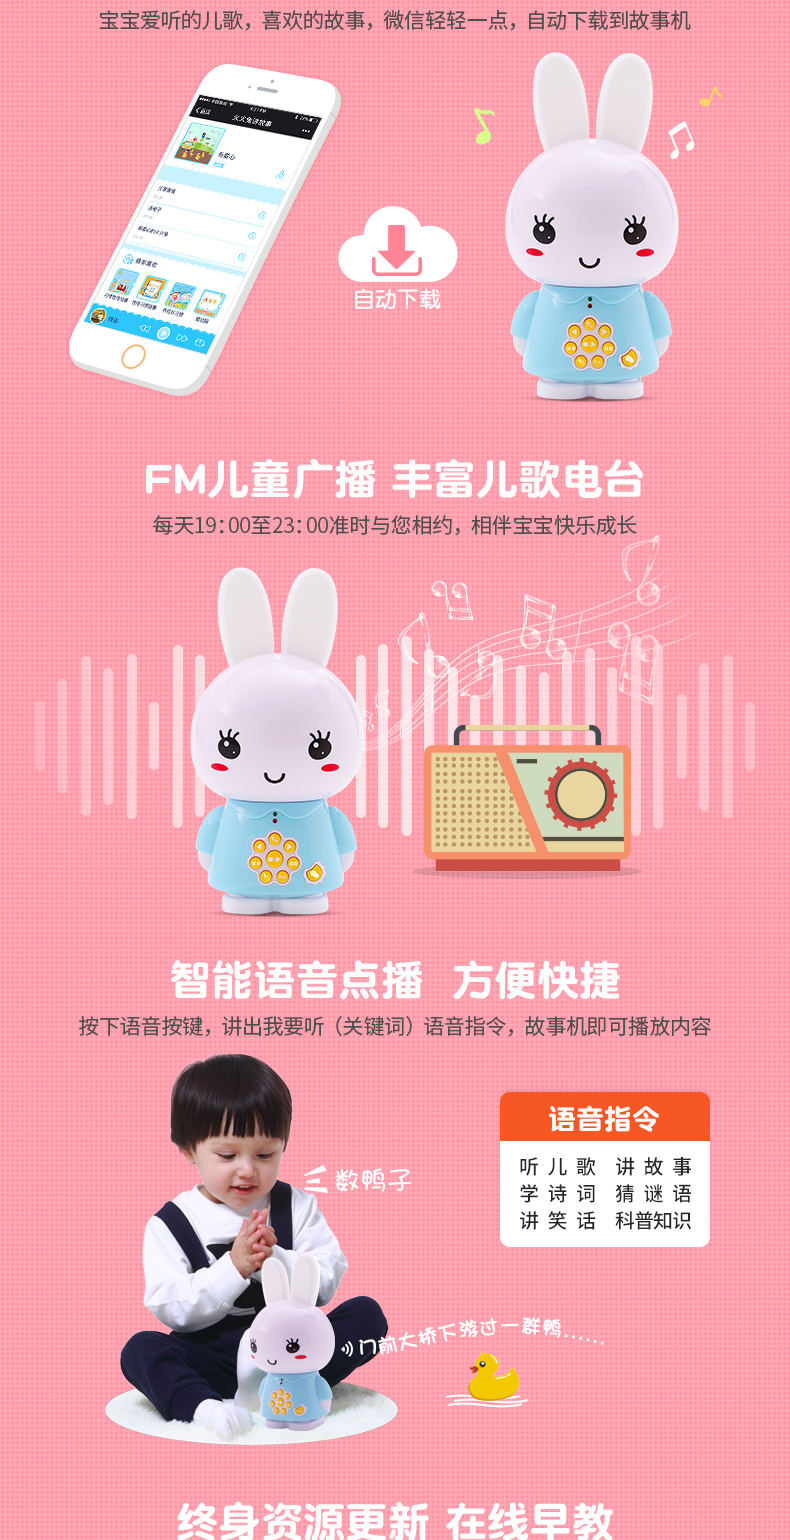 宝宝爱听的儿歌，喜欢的故事，微信轻轻一点，自动下载到故事机
火火兔讲故事
自动下载
FM儿童广播 丰富儿歌电台
每天19:00至23:00准时与您相约，相伴宝宝快乐成长
智能语音点播 方便快捷
按下语音按键，讲出我要听（关键词）语音指令，故事机即可播放内容
语音指令
数鸭子
听儿歌 讲故事
学诗词 猜谜语
讲笑话 科普知识
门前大桥下游过一群鸭......
终身资源更新 在线早教